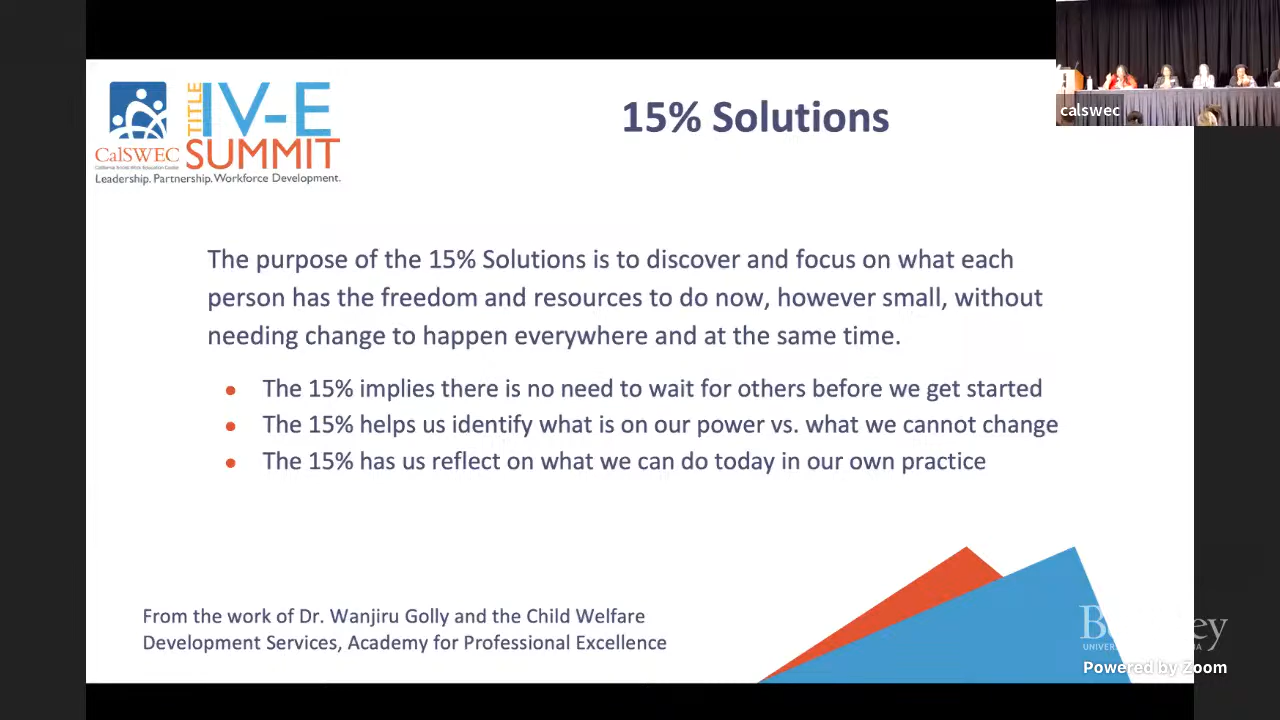 TITLE
IV-E
CalSWEC SUMMIT
Leadership. Partnership. Workforce Development.
15% Solutions
calswec
The purpose of the 15% Solutions is to discover and focus on what each
person has the freedom and resources to do now, however small, without
needing change to happen everywhere and at the same time.
● The 15% implies there is no need to wait for others before we get started
● The 15% helps us identify what is on our power vs. what we cannot change
● The 15% has us reflect on what we can do today in our own practice
From the work of Dr. Wanjiru Golly and the Child Welfare
Development Services, Academy for Professional Excellence
Powered by Zoom